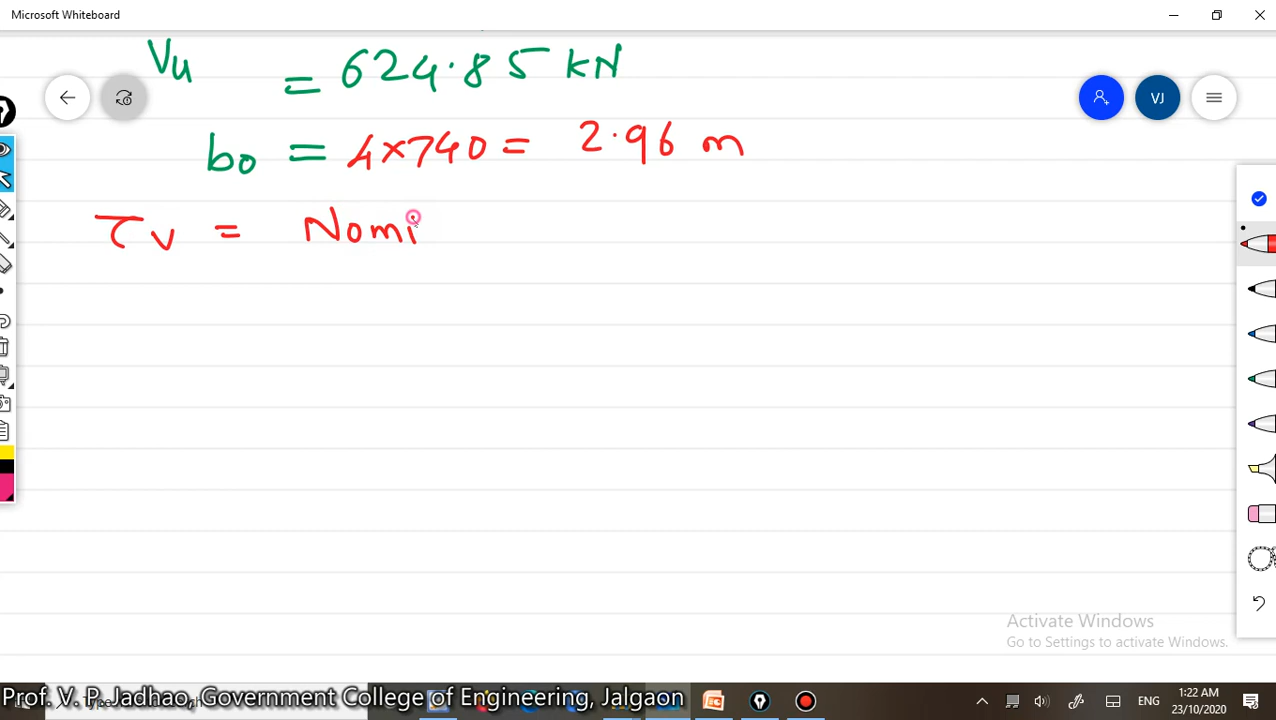 Microsoft Whiteboard
Vu = 624.85 kN
VJ
bo = 4×740 = 2.96 m
τv = Nomi
Activate Windows
Go to Settings to activate Windows.
Prof. V. P. Jadhao, Government College of Engineering, Jalgaon
ENG
1:22 AM
23/10/2020